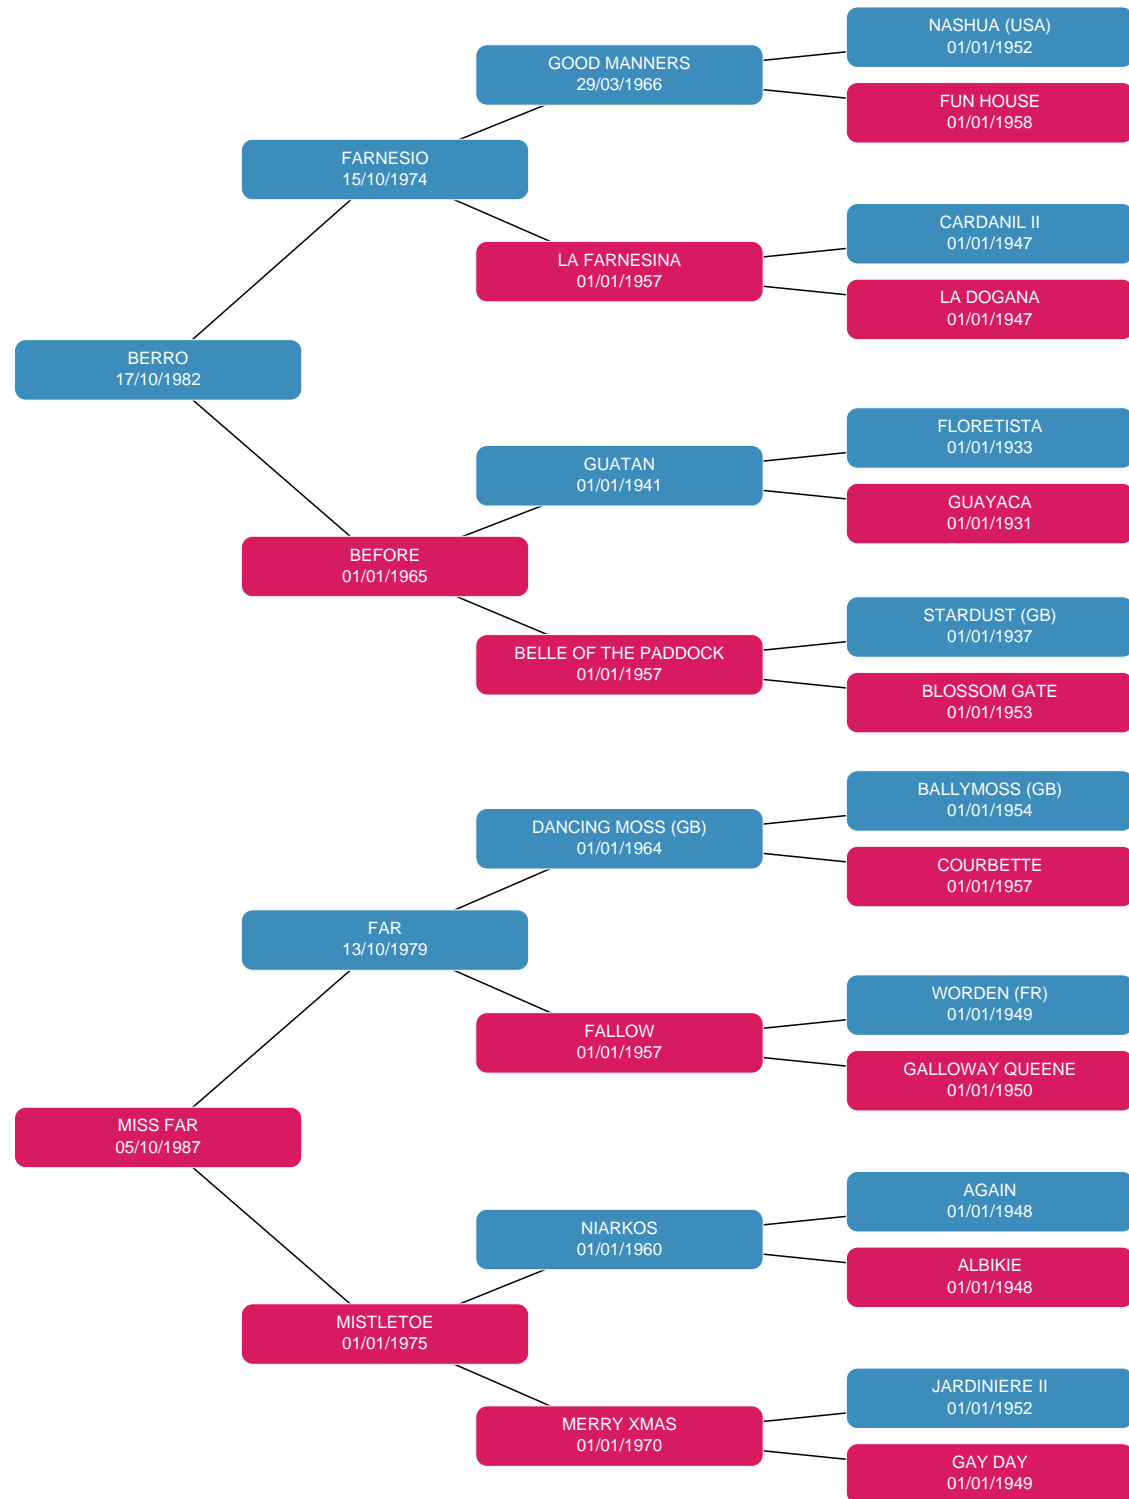 NASHUA (USA)
01/01/1952
GOOD MANNERS
29/03/1966
FUN HOUSE
01/01/1958
FARNESIO
15/10/1974
CARDANIL II
01/01/1947
LA FARNESINA
01/01/1957
LA DOGANA
01/01/1947
BERRO
17/10/1982
FLORETISTA
01/01/1933
GUATAN
01/01/1941
GUAYACA
01/01/1931
BEFORE
01/01/1965
STARDUST (GB)
01/01/1937
BELLE OF THE PADDOCK
01/01/1957
BLOSSOM GATE
01/01/1953
BALLYMOSS (GB)
01/01/1954
DANCING MOSS (GB)
01/01/1964
COURBETTE
01/01/1957
FAR
13/10/1979
WORDEN (FR)
01/01/1949
FALLOW
01/01/1957
GALLOWAY QUEENE
01/01/1950
MISS FAR
05/10/1987
AGAIN
01/01/1948
NIARKOS
01/01/1960
ALBIKIE
01/01/1948
MISTLETOE
01/01/1975
JARDINIERE II
01/01/1952
MERRY XMAS
01/01/1970
GAY DAY
01/01/1949